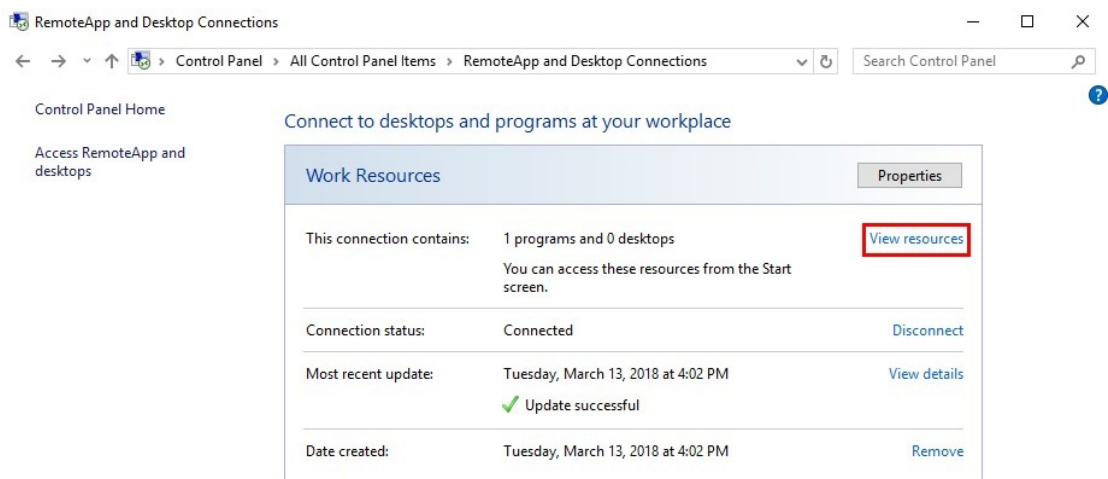 RemoteApp and Desktop Connections
Control Panel > All Control Panel Items > RemoteApp and Desktop Connections
Search Control Panel
?
Control Panel Home
Access RemoteApp and
desktops
Connect to desktops and programs at your workplace
Work Resources
Properties
This connection contains:
1 programs and 0 desktops
View resources
You can access these resources from the Start
screen.
Connection status:
Connected
Disconnect
Most recent update:
Tuesday, March 13, 2018 at 4:02 PM
View details
Update successful
Date created:
Tuesday, March 13, 2018 at 4:02 PM
Remove